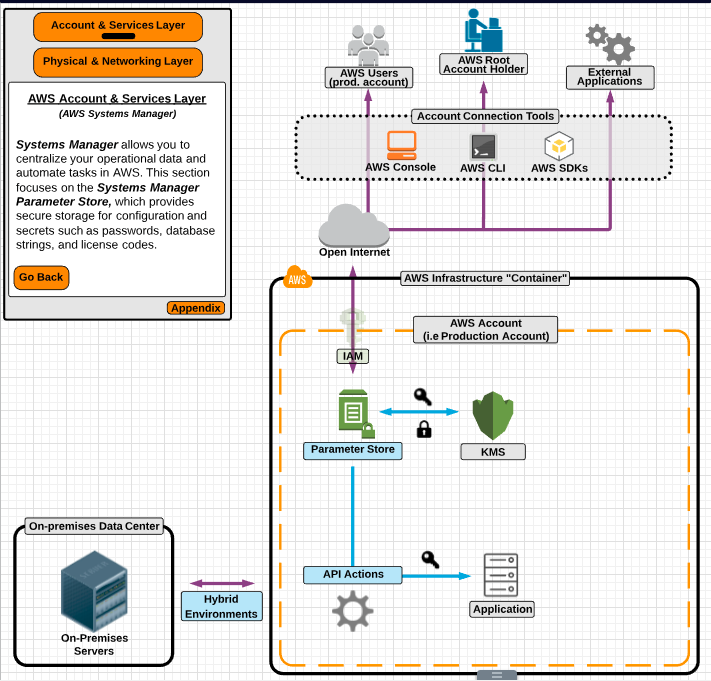 Account & Services Layer
Physical & Networking Layer
AWS Account & Services Layer
(AWS Systems Manager)
Systems Manager allows you to
centralize your operational data and
automate tasks in AWS. This section
focuses on the Systems Manager
Parameter Store, which provides
secure storage for configuration and
secrets such as passwords, database
strings, and license codes.
Go Back
Appendix
AWS Users
(prod. account)
AWS Root
Account Holder
External
Applications
Account Connection Tools
AWS Console
AWS CLI
AWS SDKs
Open Internet
AWS
AWS Infrastructure "Container"
AWS Account
(i.e Production Account)
IAM
Parameter Store
KMS
API Actions
Application
On-premises Data Center
SERVER
On-Premises
Servers
Hybrid
Environments